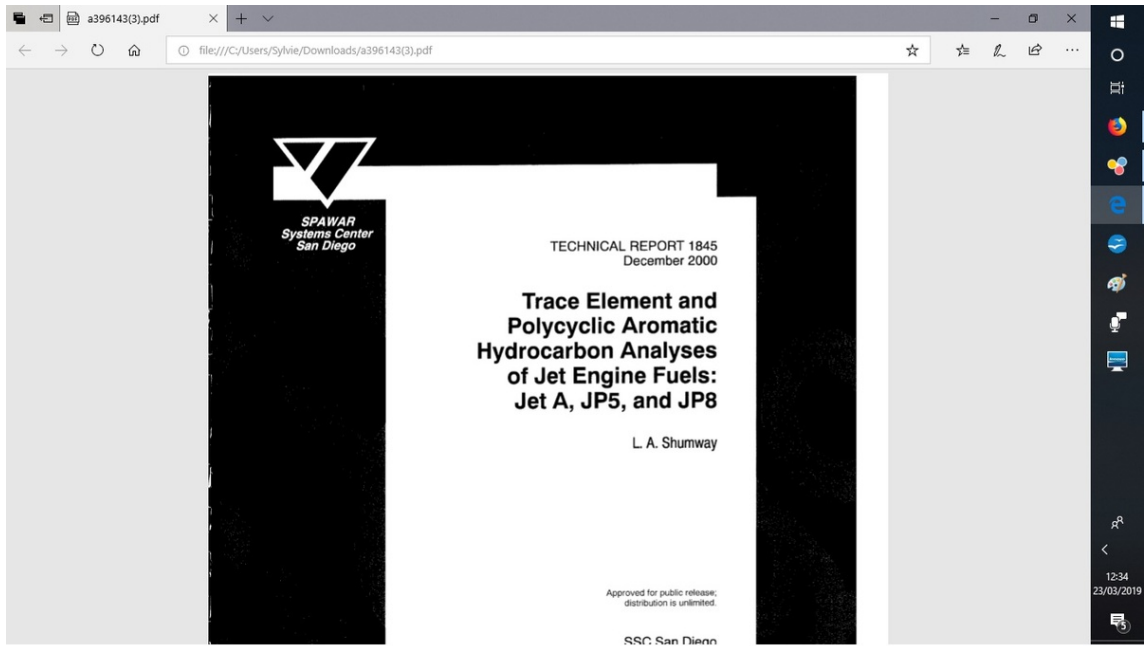 a396143(3).pdf
file:///C:/Users/Sylvie/Downloads/a396143(3).pdf
SPAWAR
Systems Center
San Diego
TECHNICAL REPORT 1845
December 2000
Trace Element and
Polycyclic Aromatic
Hydrocarbon Analyses
of Jet Engine Fuels:
Jet A, JP5, and JP8
L. A. Shumway
Approved for public release;
distribution is unlimited.
SSC San Diego
12:34
23/03/2019
5